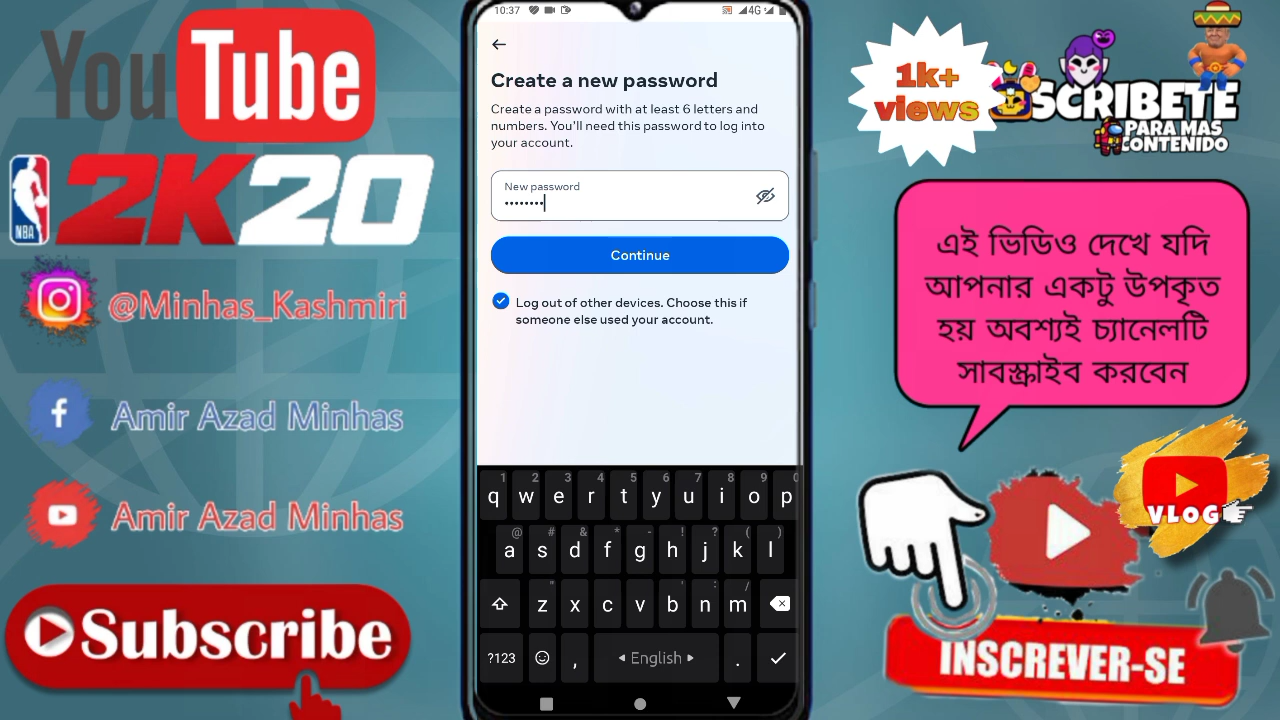 YouTube
NBA 2K20
@Minhas_Kashmiri
f Amir Azad Minhas
Amir Azad Minhas
Subscribe
10:37
4G
Create a new password
Create a password with at least 6 letters and
numbers. You'll need this password to log into
your account.
New password
••••••••
Continue
Log out of other devices. Choose this if
someone else used your account.
1 2 3 4 5 6 7 8 9 0
q w e r t y u i o p
@ # & * - ! ? ( )
a s d f g h j k l
" ' : /
z x c v b n m
?123 , English .
1k+
views
SCRIBETE
PARA MAS
CONTENIDO
এই ভিডিও দেখে যদি
আপনার একটু উপকৃত
হয় অবশ্যই চ্যানেলটি
সাবস্ক্রাইব করবেন
VLOG
INSCREVER-SE